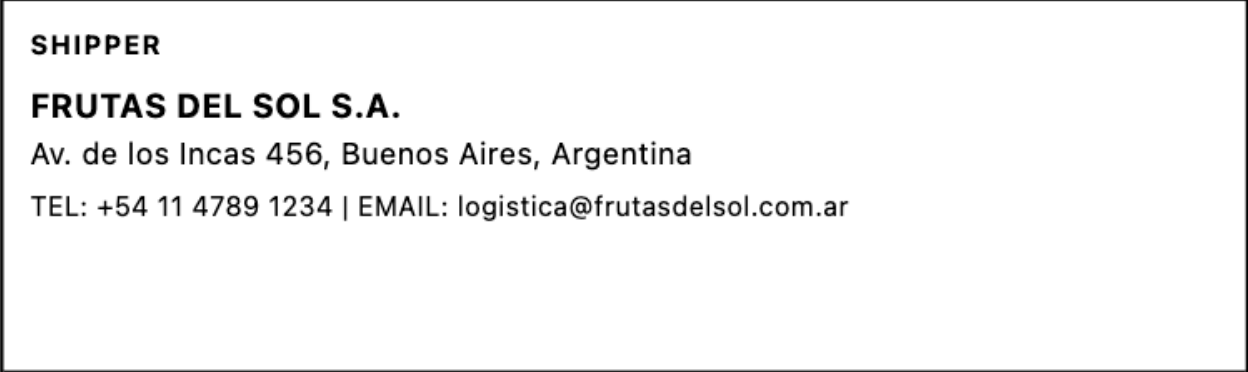 SHIPPER
FRUTAS DEL SOL S.A.
Av. de los Incas 456, Buenos Aires, Argentina
TEL: +54 11 4789 1234 | EMAIL: logistica@frutasdelsol.com.ar